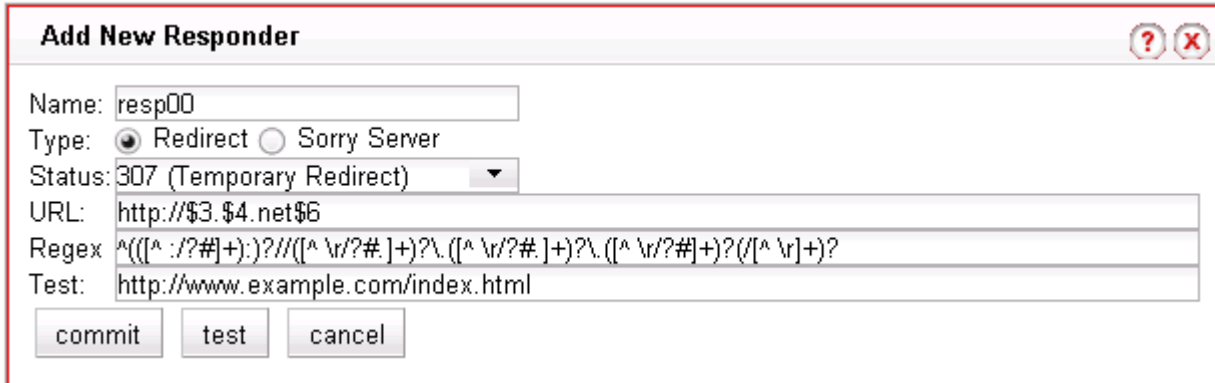 Add New Responder ? X
Name: resp00
Type: Redirect Sorry Server
Status: 307 (Temporary Redirect)
URL: http://$3.$4.net$6
Regex ^(([^ :/?#]+):)?//([^ \r/?#.]+)?\.([^ \r/?#.]+)?\.([^ \r/?#]+)?(/[^ \r]+)?
Test: http://www.example.com/index.html
commit test cancel